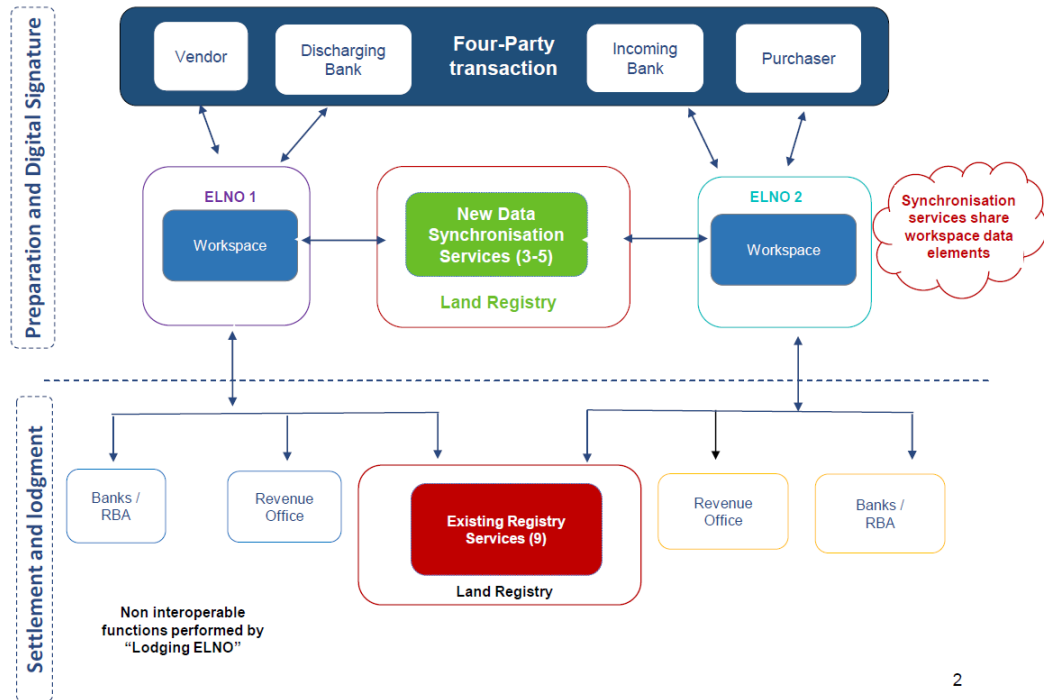 Preparation and Digital Signature
Vendor
Discharging
Bank
Four-Party
transaction
Incoming
Bank
Purchaser
ELNO 1
Workspace
New Data
Synchronisation
Services (3-5)
Land Registry
ELNO 2
Workspace
Synchronisation
services share
workspace data
elements
Settlement and lodgment
Banks /
RBA
Revenue
Office
Existing Registry
Services (9)
Land Registry
Revenue
Office
Banks /
RBA
Non interoperable
functions performed by
“Lodging ELNO”
2